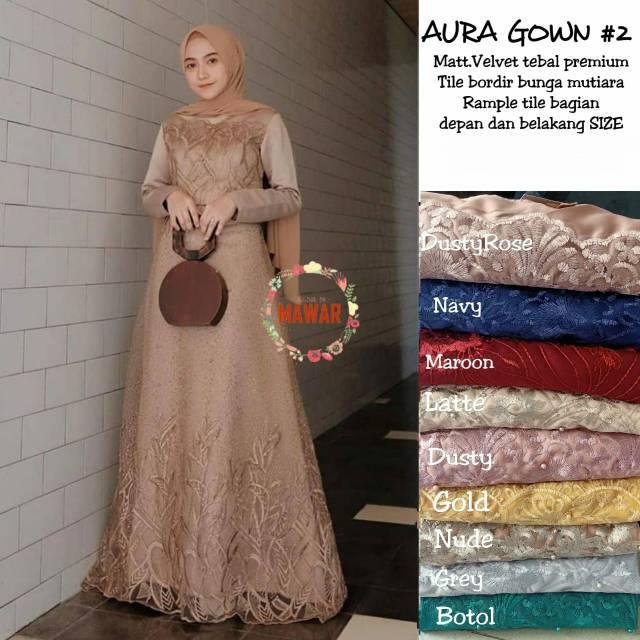 AURA GOWN #2
Matt.Velvet tebal premium
Tile bordir bunga mutiara
Rample tile bagian
depan dan belakang SIZE
DustyRose
Navy
Maroon
Latte
Dusty
Gold
Nude
Grey
Botol
MAWAR